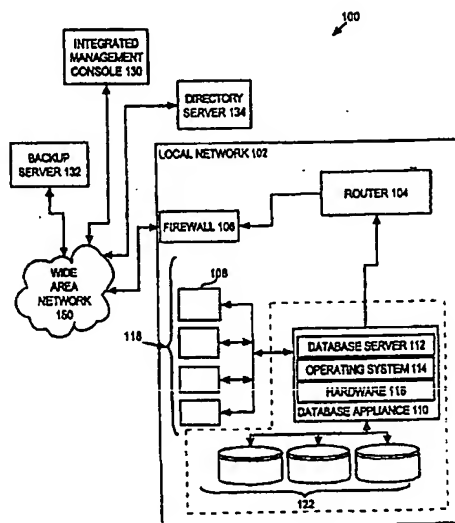 100
INTEGRATED
MANAGEMENT
CONSOLE 130
DIRECTORY
SERVER 134
BACKUP
SERVER 132
LOCAL NETWORK 102
ROUTER 104
FIREWALL 106
WIDE
AREA
NETWORK
150
108
118
DATABASE SERVER 112
OPERATING SYSTEM 114
HARDWARE 116
DATABASE APPLIANCE 110
122